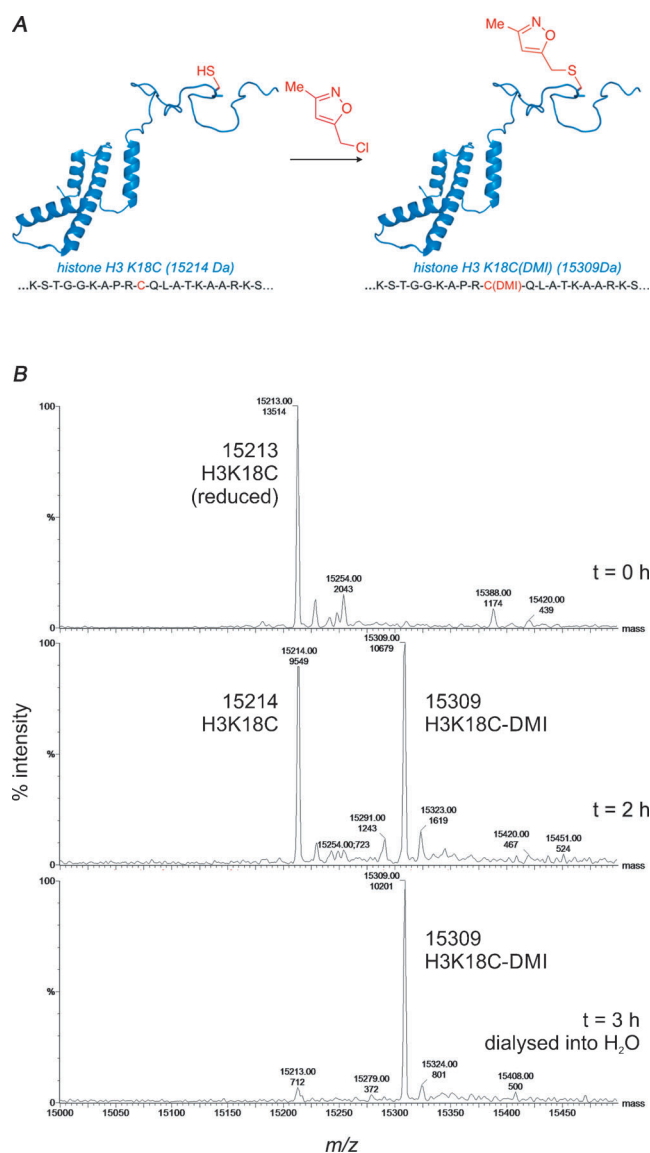 A
HS
Me
N
O
Cl
Me
N
O
S
histone H3 K18C (15214 Da)
...K-S-T-G-G-K-A-P-R-C-Q-L-A-T-K-A-A-R-K-S...
histone H3 K18C(DMI) (15309Da)
...K-S-T-G-G-K-A-P-R-C(DMI)-Q-L-A-T-K-A-A-R-K-S...
B
100
%
0
15213.00
13514
15213
H3K18C
(reduced)
15254.00
2043
15388.00
1174
15420.00
439
t = 0 h
mass
100
%
0
15214.00
9549
15214
H3K18C
15309.00
10679
15309
H3K18C-DMI
15291.00
1243
15254.00;723
15323.00
1619
15420.00
467
15451.00
524
t = 2 h
mass
% intensity
100
%
0
15309.00
10201
15309
H3K18C-DMI
15213.00
712
15279.00
372
15324.00
801
15408.00
500
t = 3 h
dialysed into H₂O
mass
15000 15050 15100 15150 15200 15250 15300 15350 15400 15450
m/z